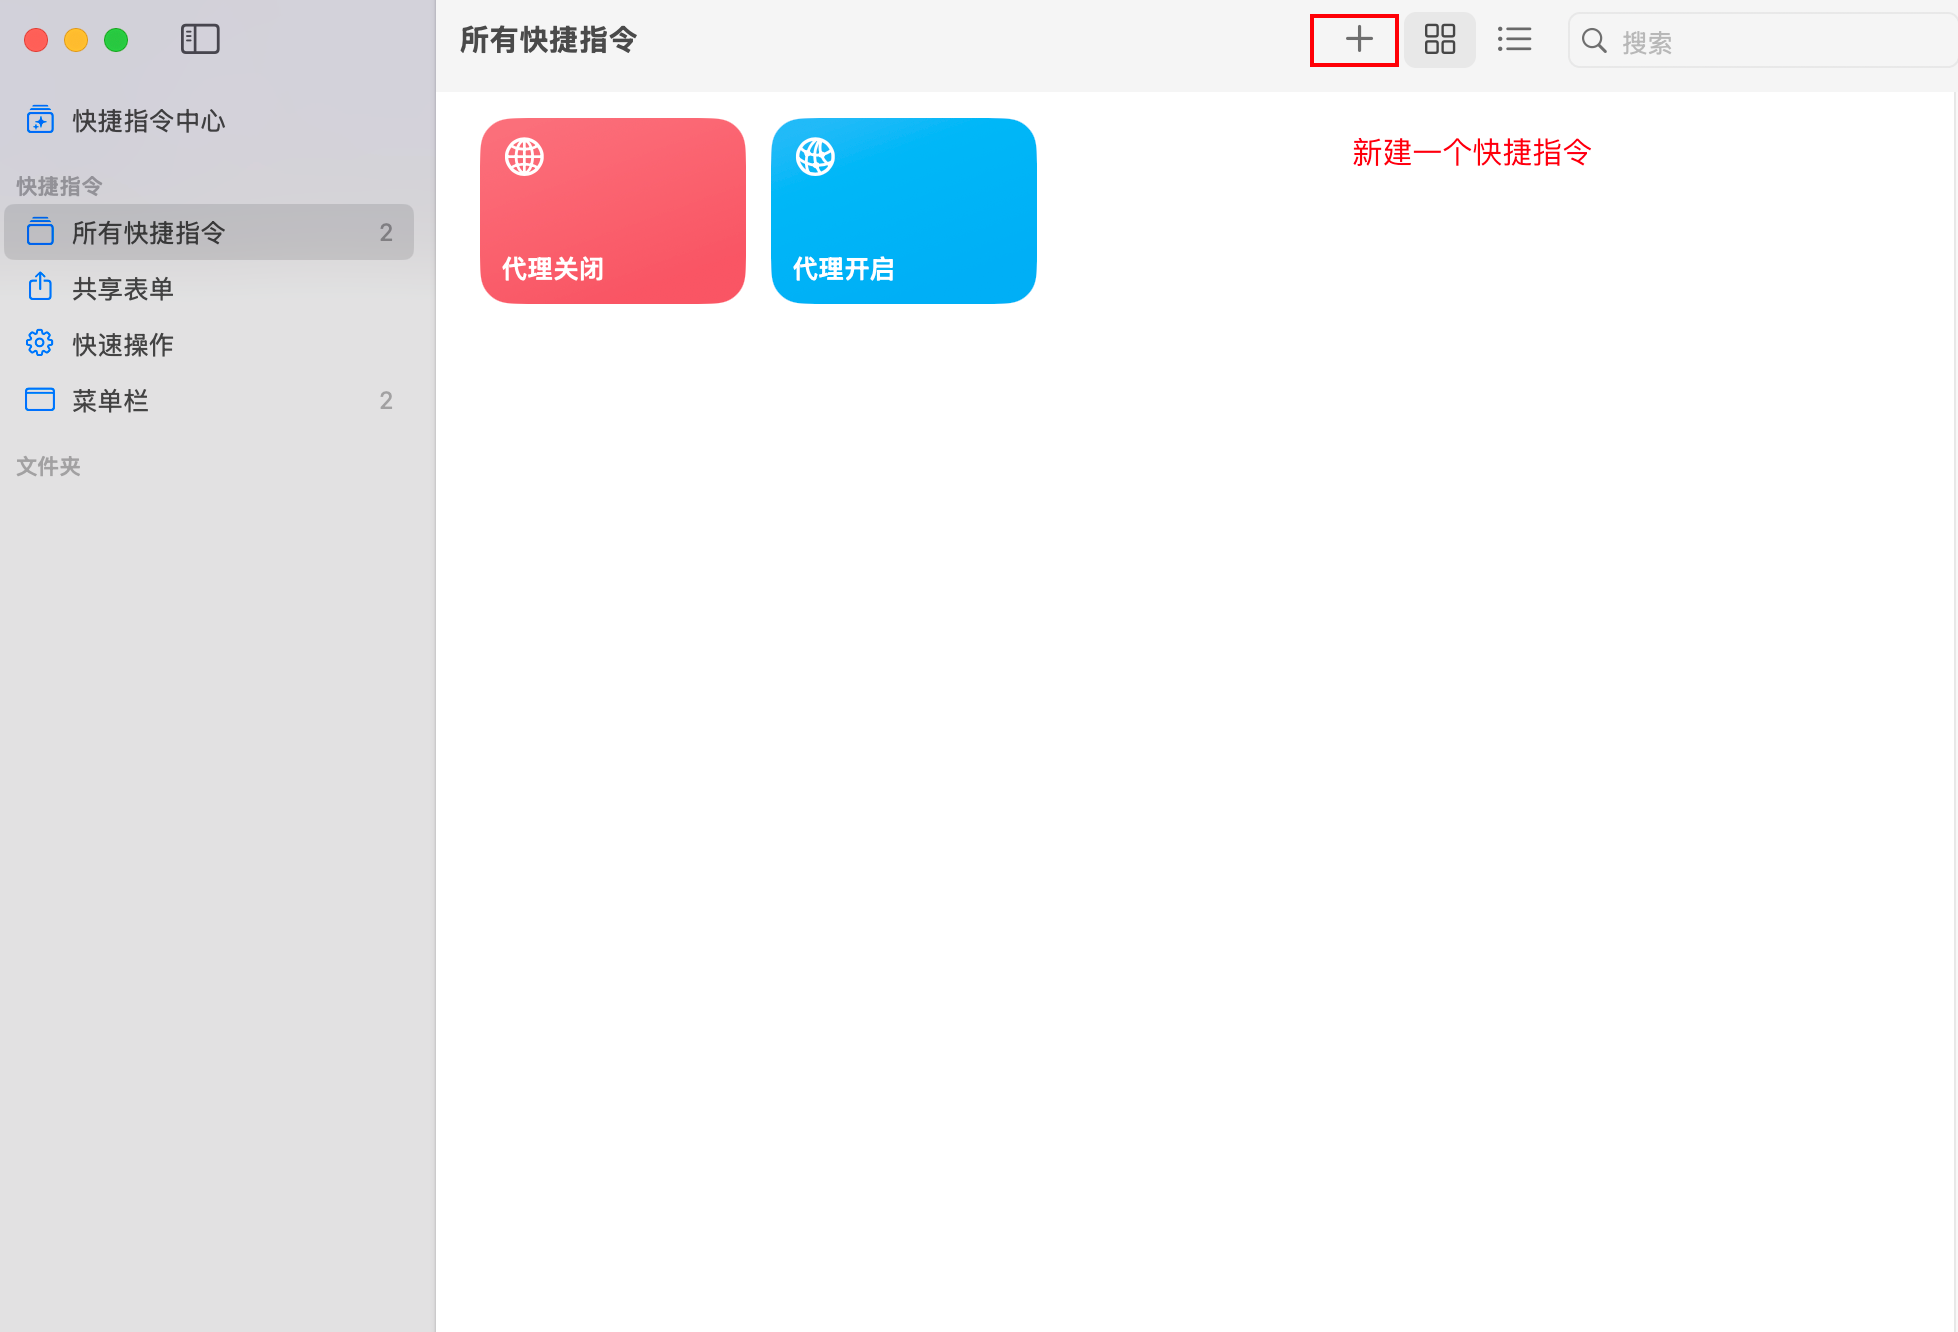 所有快捷指令
搜索
快捷指令中心
快捷指令
所有快捷指令 2
共享表单
快速操作
菜单栏 2
文件夹
代理关闭
代理开启
新建一个快捷指令